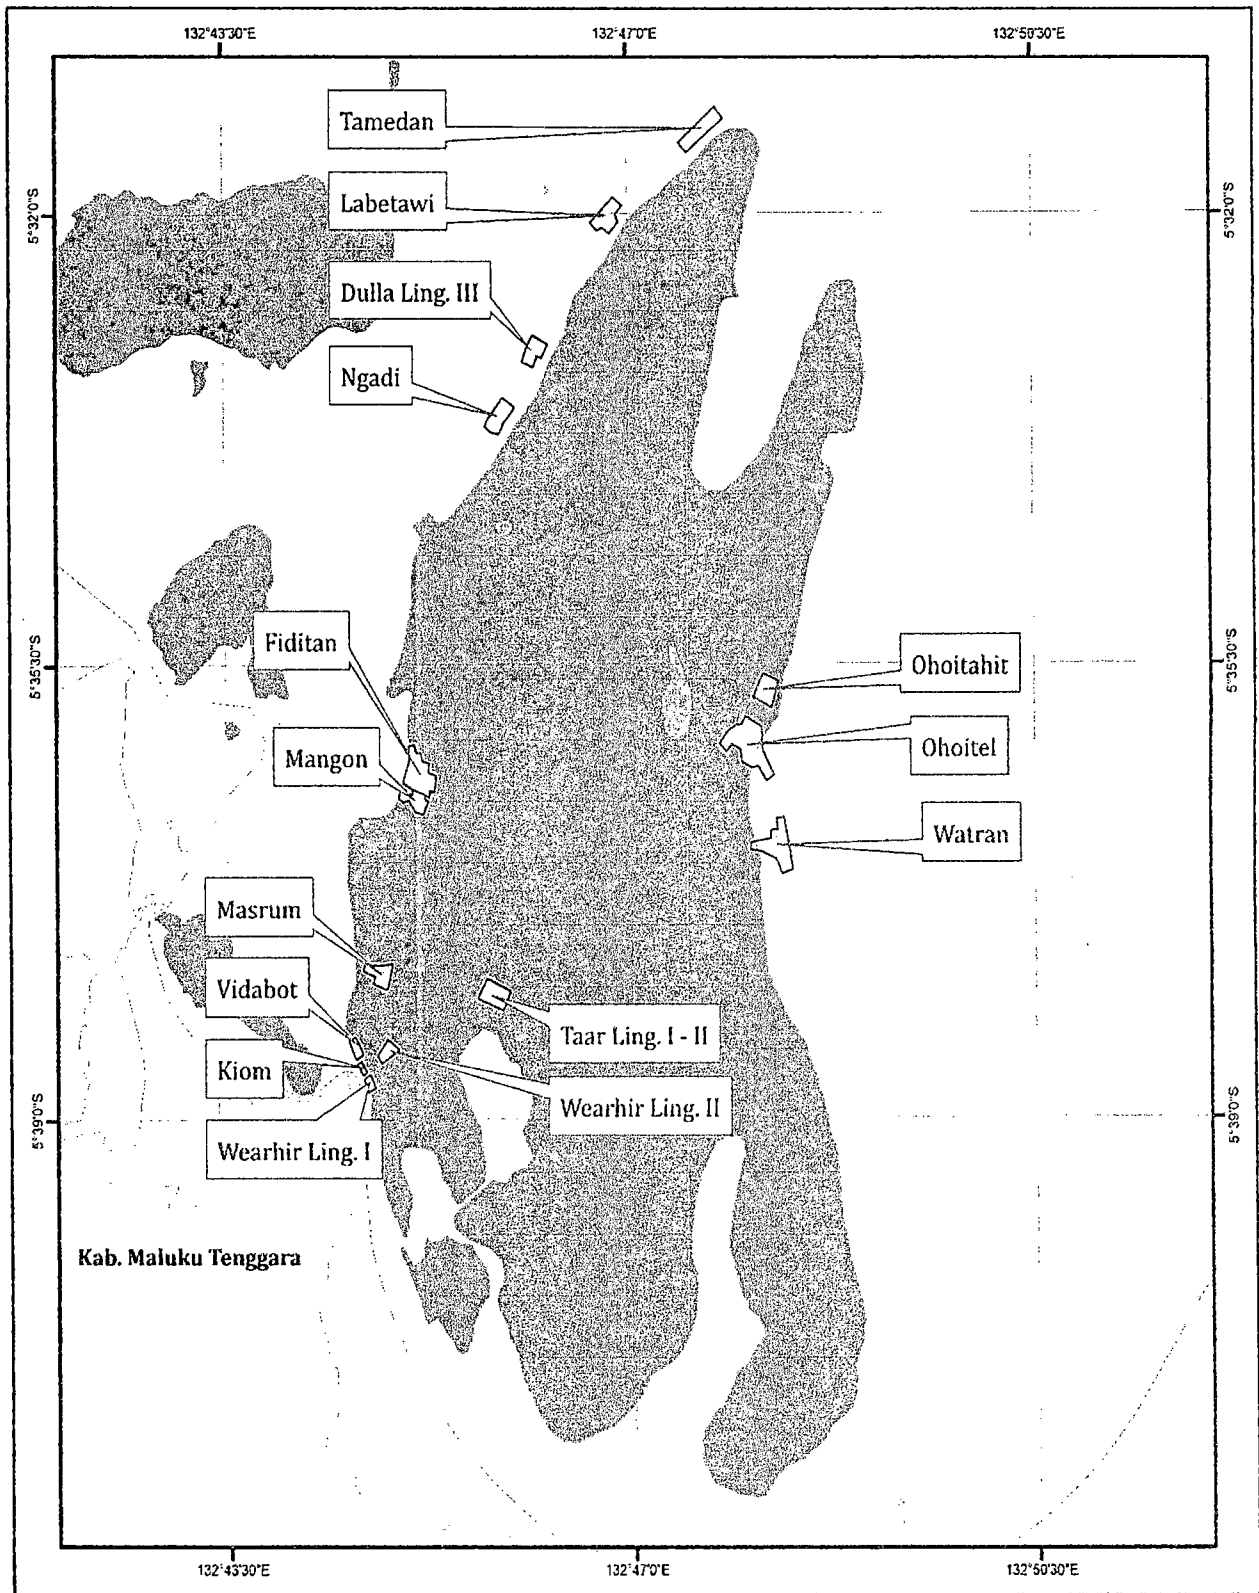 132°43'30"E 132°47'0"E 132°50'30"E
Tamedan
Labetawi
5°32'0"S 5°32'0"S
Dulla Ling. III
Ngadi
Fiditan
5°35'30"S 5°35'30"S
Ohoitahit
Ohoitel
Mangon
Watran
Masrum
Vidabot
Taar Ling. I - II
Kiom
Wearhir Ling. II
5°39'0"S 5°39'0"S
Wearhir Ling. I
Kab. Maluku Tenggara
132°43'30"E 132°47'0"E 132°50'30"E